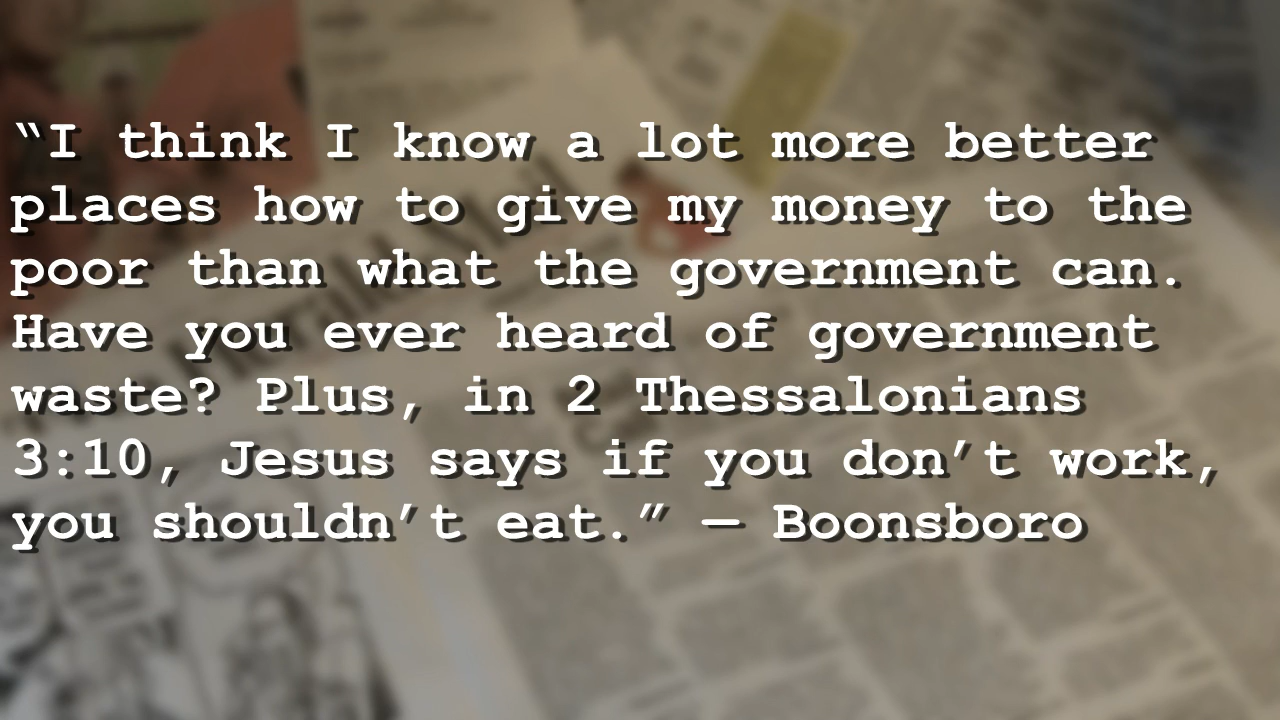 “I think I know a lot more better
places how to give my money to the
poor than what the government can.
Have you ever heard of government
waste? Plus, in 2 Thessalonians
3:10, Jesus says if you don’t work,
you shouldn’t eat.” — Boonsboro